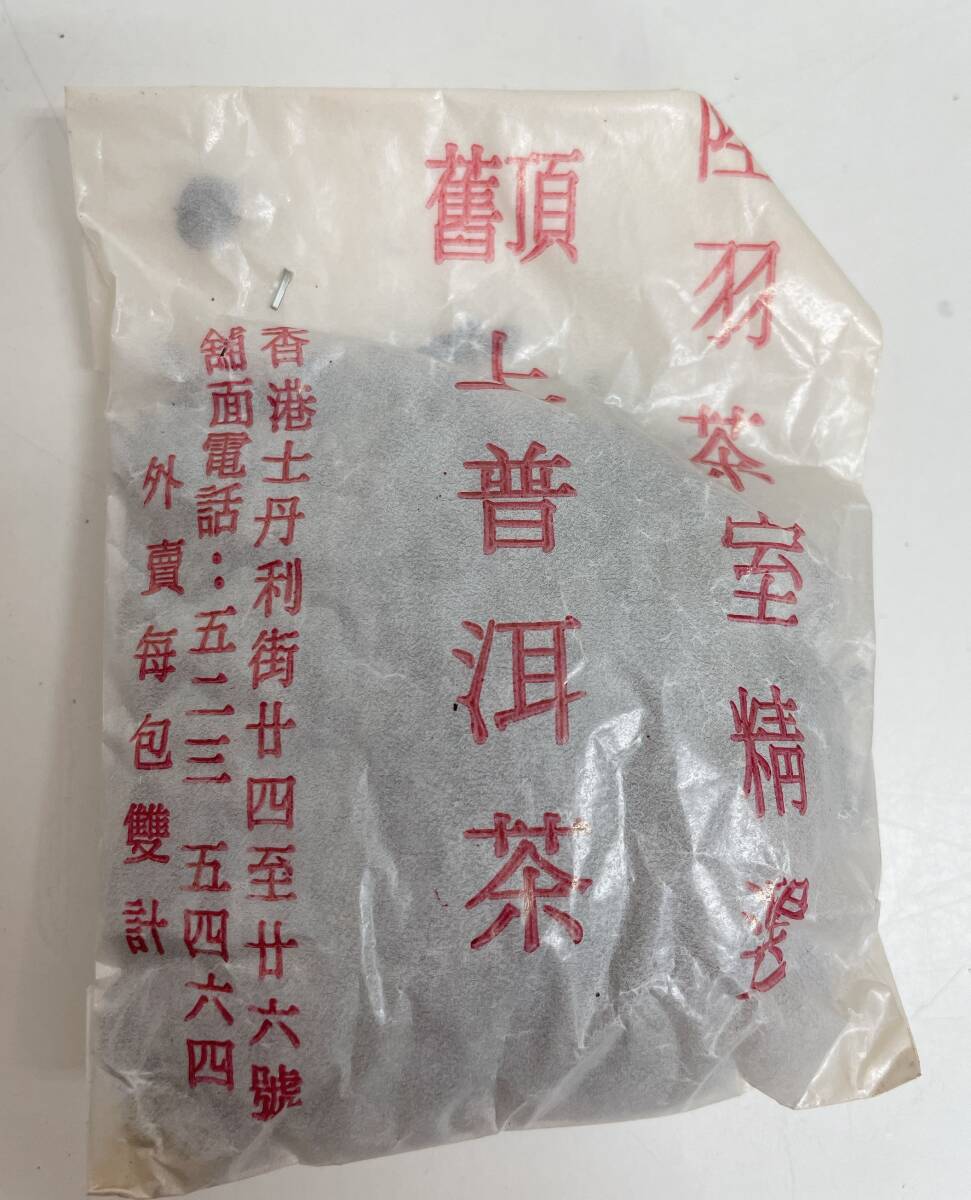 陸羽茶室精選
頂舊上普洱茶
香港士丹利街廿四至廿六號
舖面電話：五二三 五四六四
外賣每包雙計